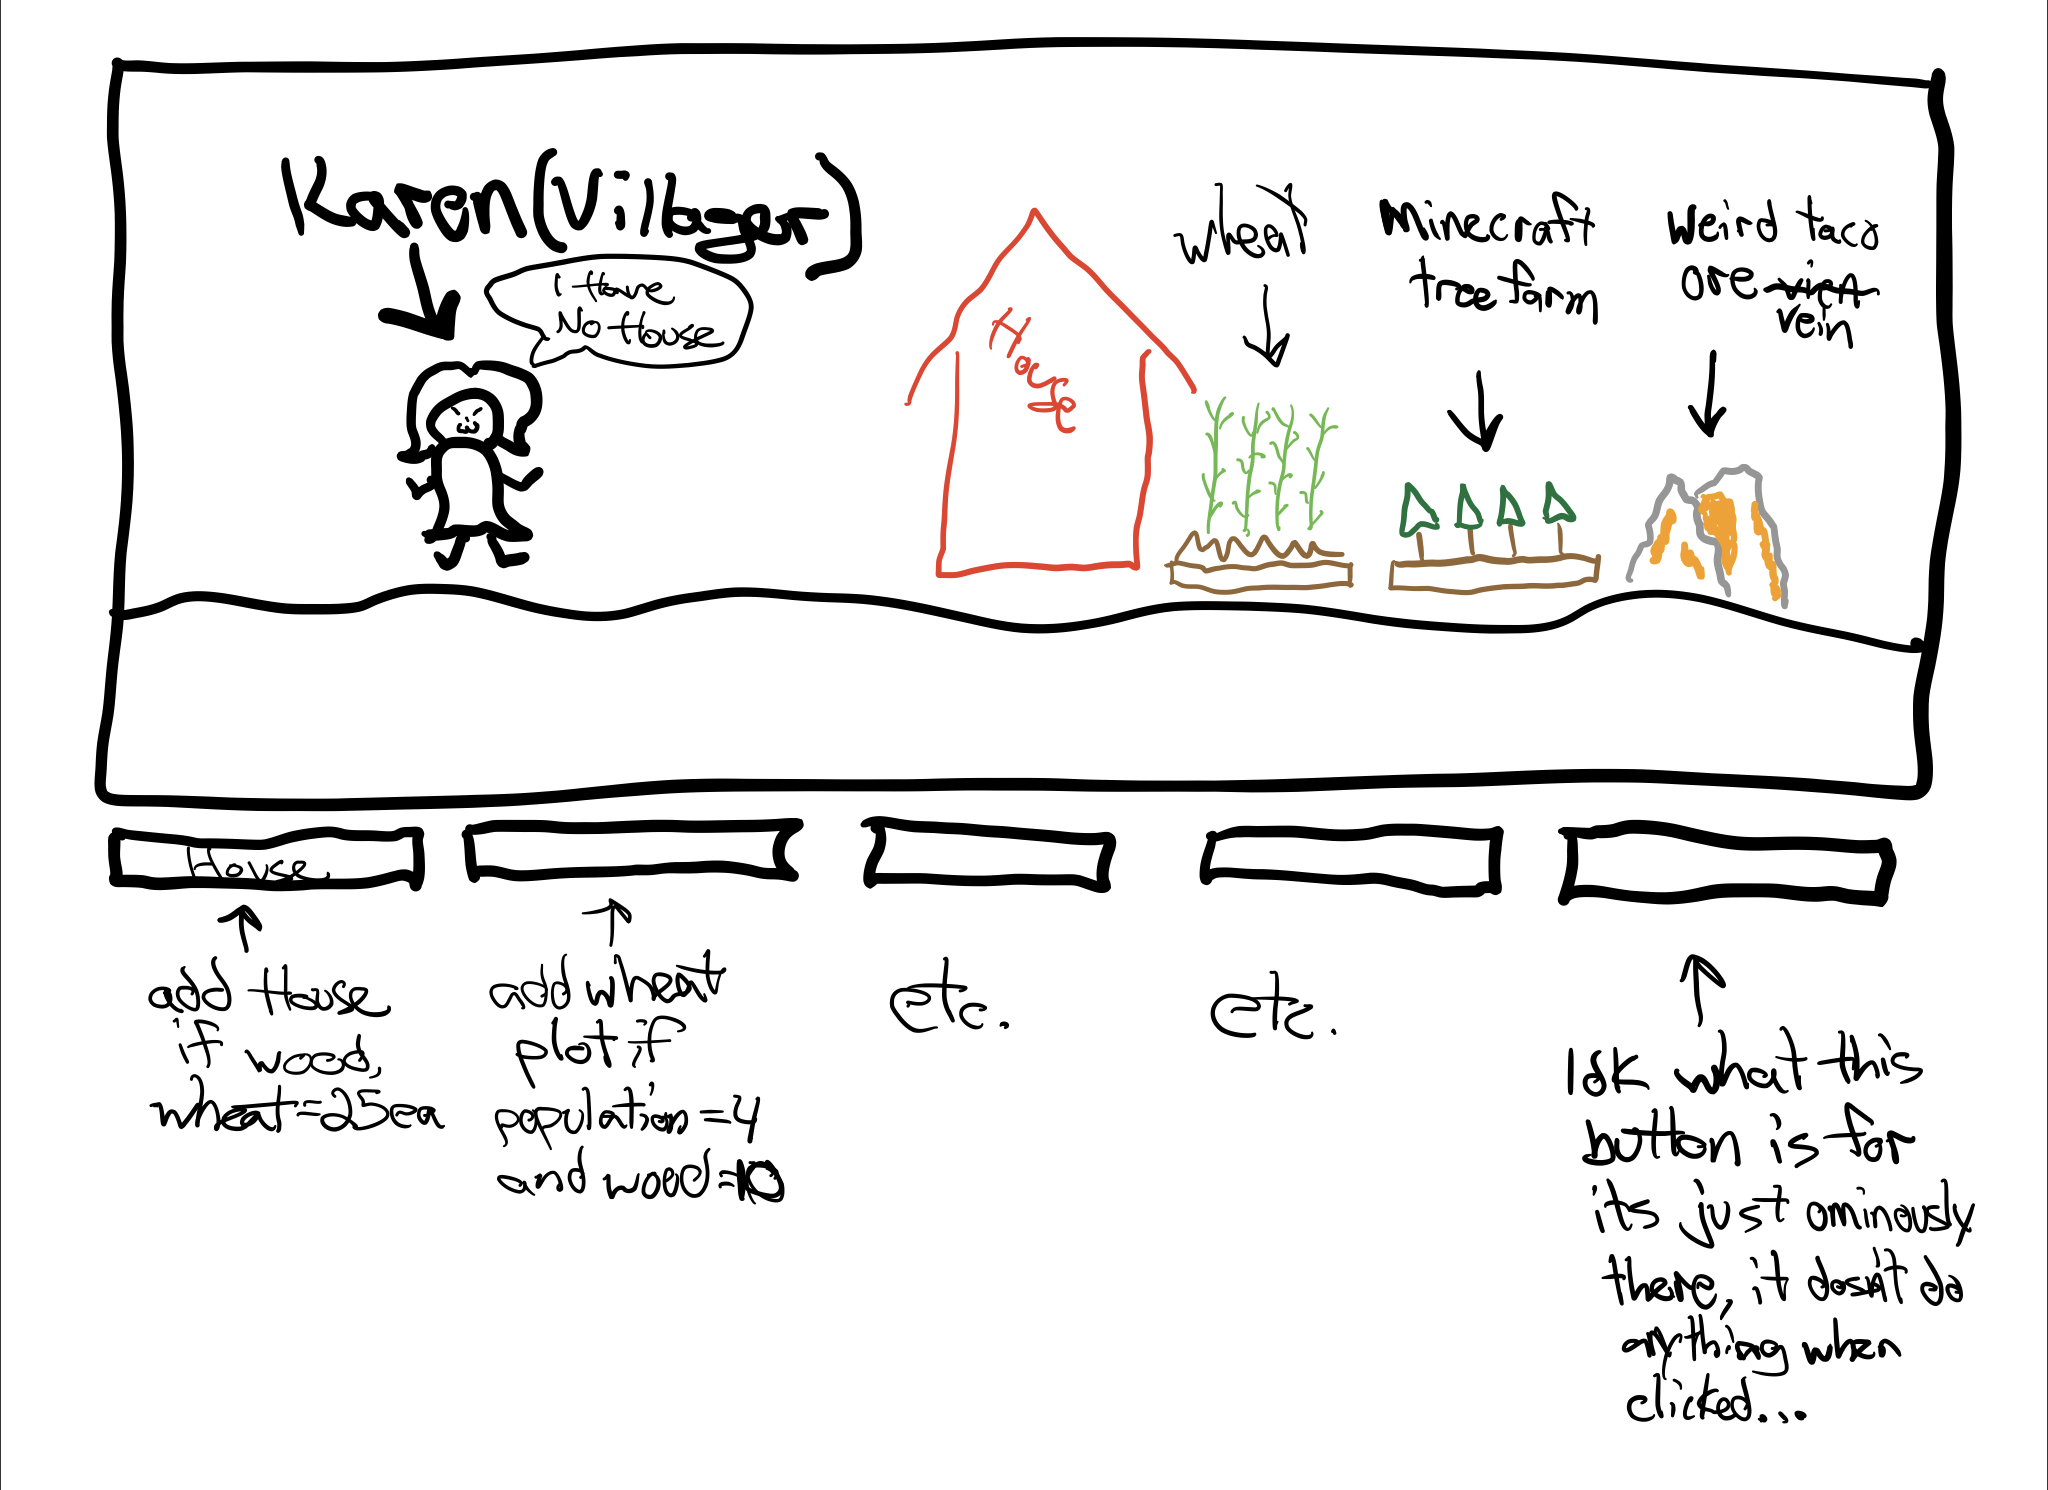 Karen(Villager)
I Have
No House
House
wheat
Minecraft
tree farm
Weird taco
ore vien
vein
House
add House
if wood,
wheat=25ea
add wheat
plot if
population=4
and wood=10
etc.
etc.
Idk what this
button is for
its just ominously
there, it dosn't do
anything when
clicked...